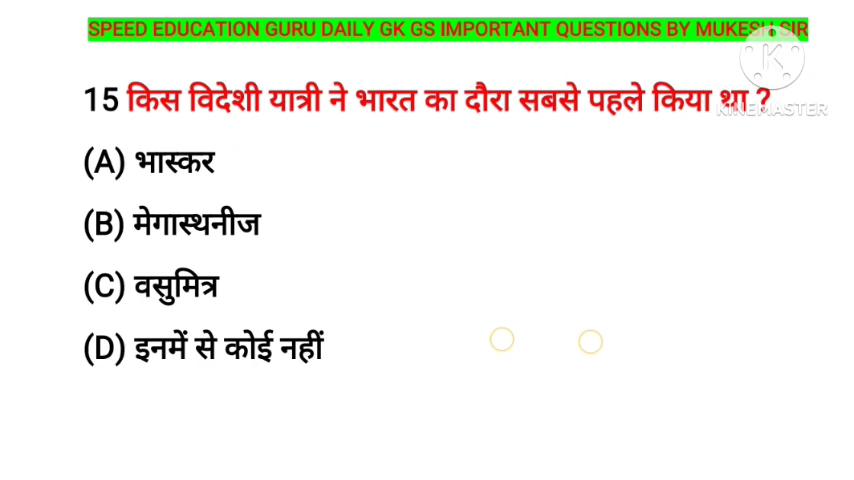 SPEED EDUCATION GURU DAILY GK GS IMPORTANT QUESTIONS BY MUKESH SIR
K
KINEMASTER
15 किस विदेशी यात्री ने भारत का दौरा सबसे पहले किया था ?
(A) भास्कर
(B) मेगास्थनीज
(C) वसुमित्र
(D) इनमें से कोई नहीं